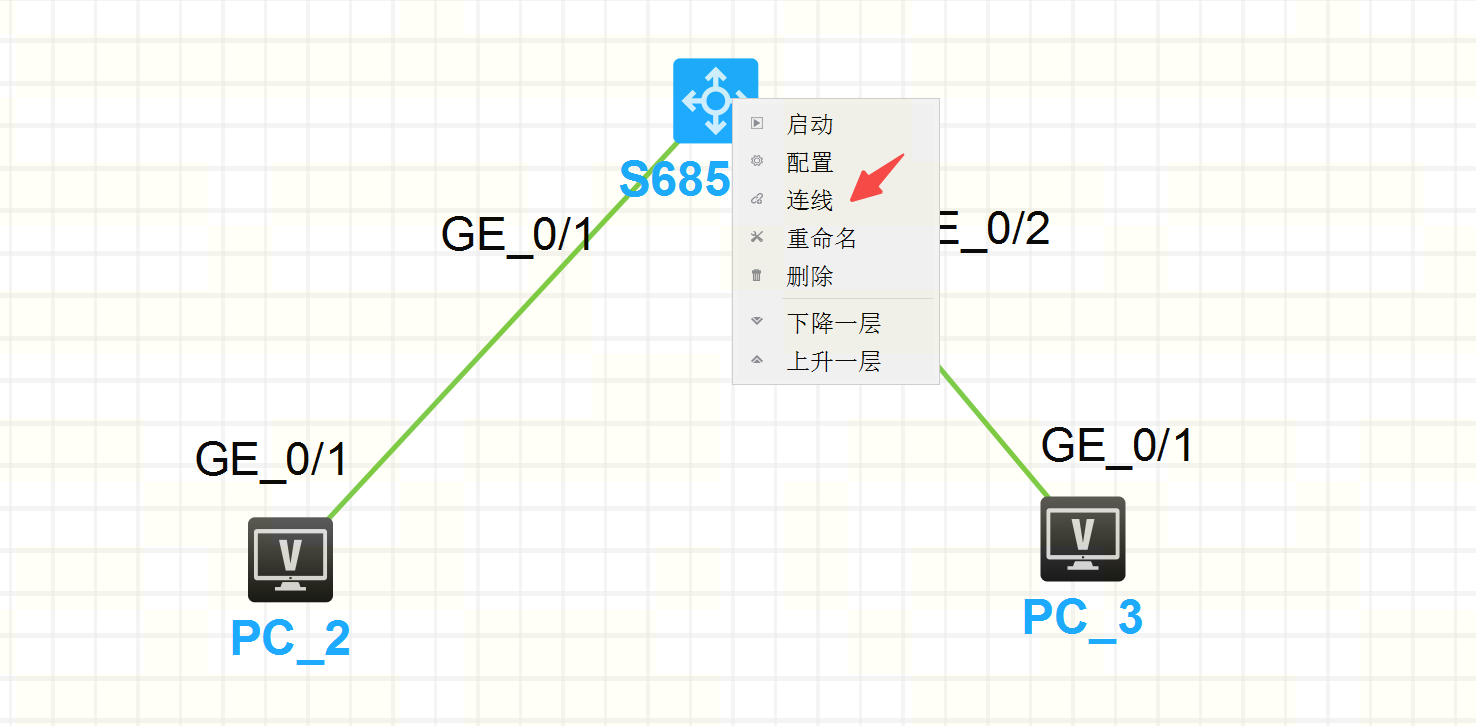 启动
配置
S685
连线
GE_0/1
E_0/2
重命名
删除
下降一层
上升一层
GE_0/1
GE_0/1
V
V
PC_2
PC_3